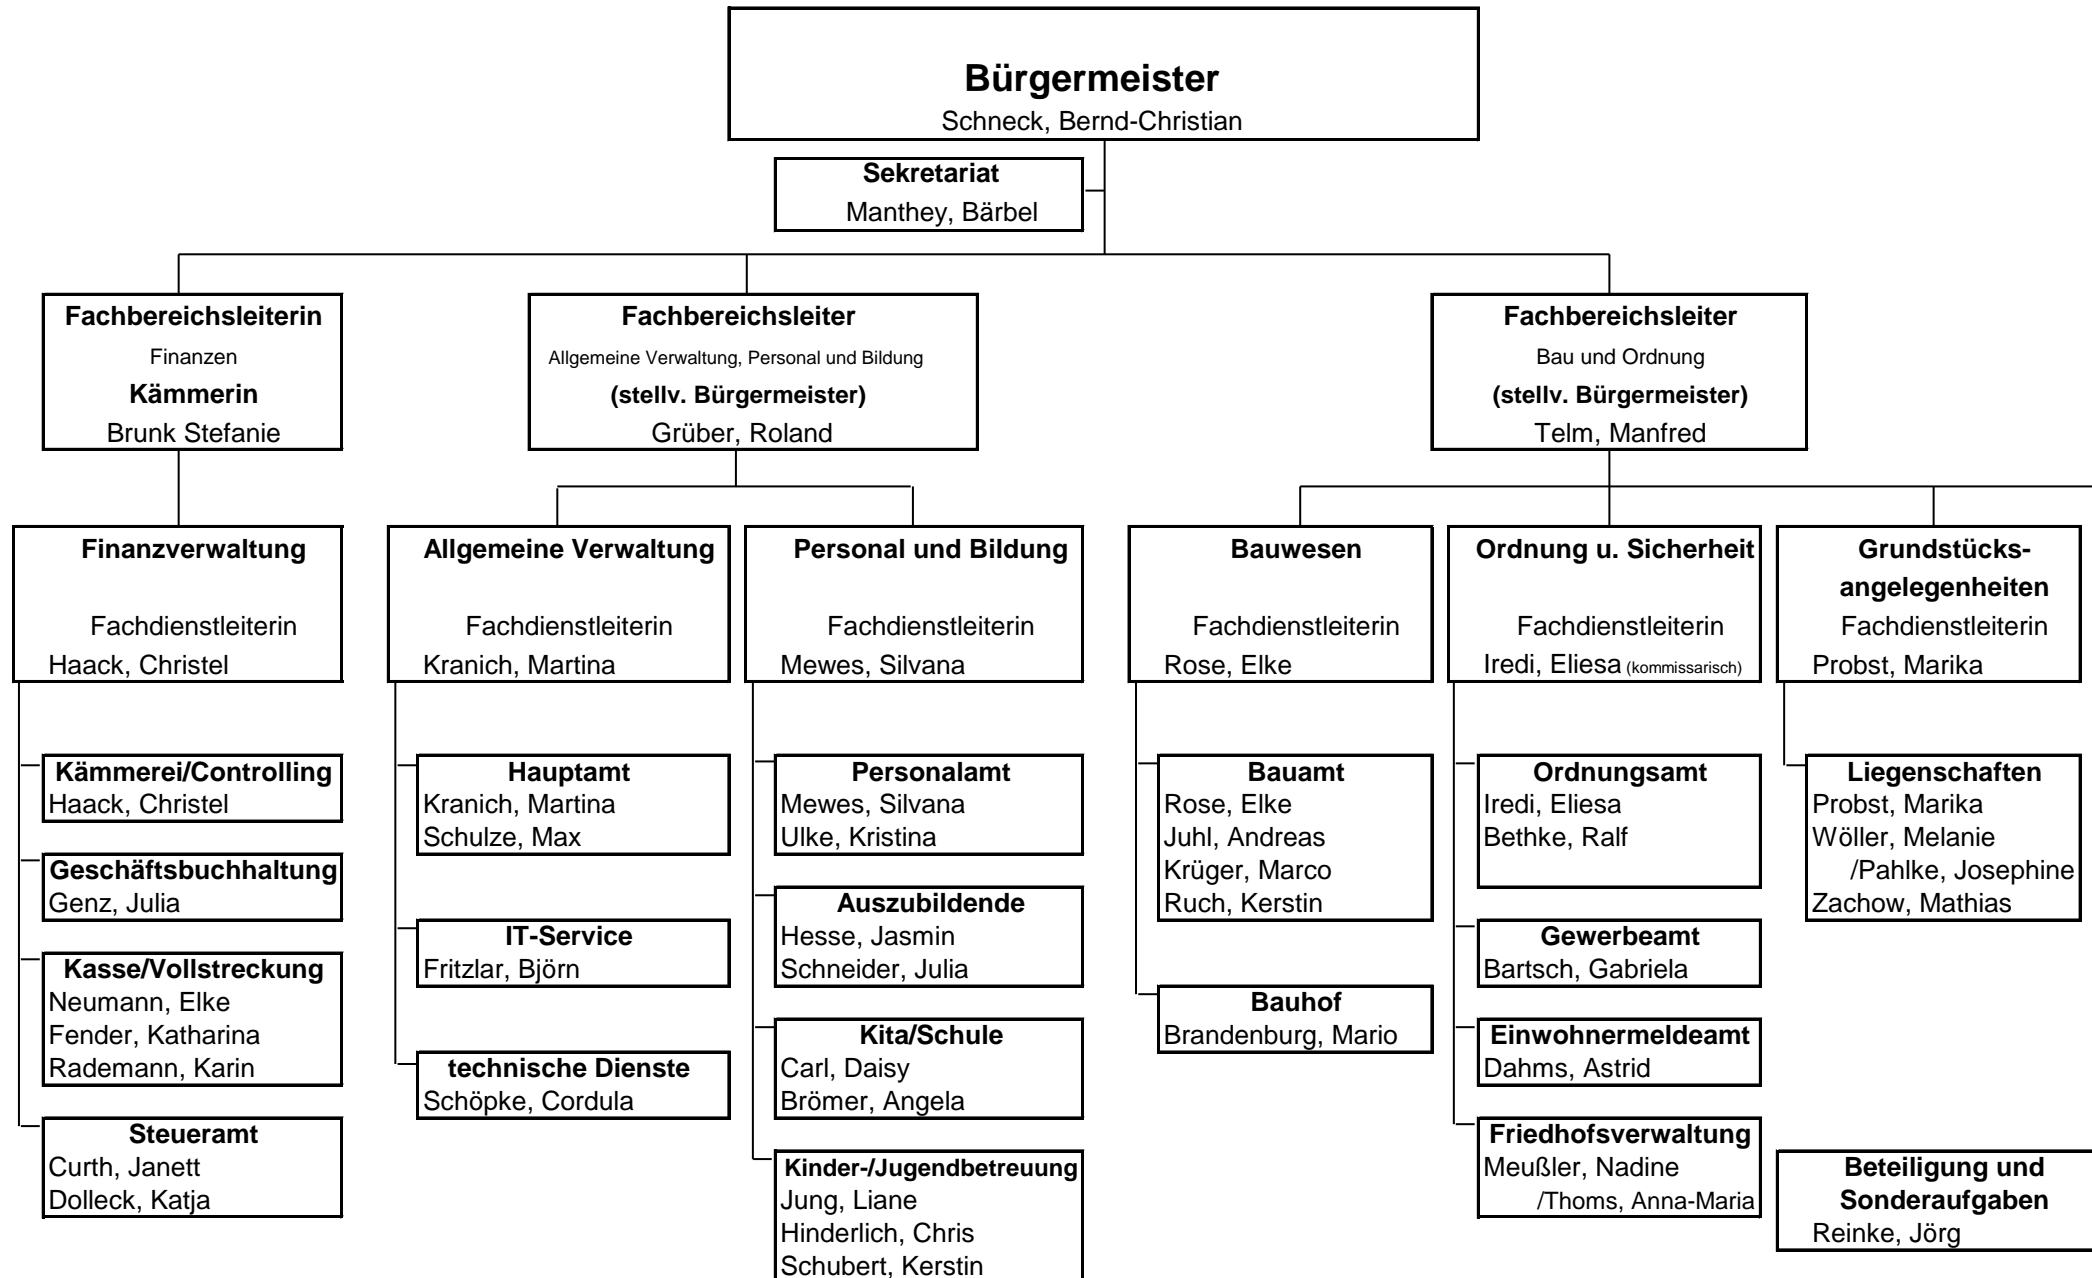 Bürgermeister
Schneck, Bernd-Christian
Sekretariat
Manthey, Bärbel
Fachbereichsleiterin
Finanzen
Kämmerin
Brunk Stefanie
Fachbereichsleiter
Allgemeine Verwaltung, Personal und Bildung
(stellv. Bürgermeister)
Grüber, Roland
Fachbereichsleiter
Bau und Ordnung
(stellv. Bürgermeister)
Telm, Manfred
Finanzverwaltung
Fachdienstleiterin
Haack, Christel
Kämmerei/Controlling
Haack, Christel
Geschäftsbuchhaltung
Genz, Julia
Kasse/Vollstreckung
Neumann, Elke
Fender, Katharina
Rademann, Karin
Steueramt
Curth, Janett
Dolleck, Katja
Allgemeine Verwaltung
Fachdienstleiterin
Kranich, Martina
Hauptamt
Kranich, Martina
Schulze, Max
IT-Service
Fritzlar, Björn
technische Dienste
Schöpke, Cordula
Personal und Bildung
Fachdienstleiterin
Mewes, Silvana
Personalamt
Mewes, Silvana
Ulke, Kristina
Auszubildende
Hesse, Jasmin
Schneider, Julia
Kita/Schule
Carl, Daisy
Brömer, Angela
Kinder-/Jugendbetreuung
Jung, Liane
Hinderlich, Chris
Schubert, Kerstin
Bauwesen
Fachdienstleiterin
Rose, Elke
Bauamt
Rose, Elke
Juhl, Andreas
Krüger, Marco
Ruch, Kerstin
Bauhof
Brandenburg, Mario
Ordnung u. Sicherheit
Fachdienstleiterin
Iredi, Eliesa (kommissarisch)
Ordnungsamt
Iredi, Eliesa
Bethke, Ralf
Gewerbeamt
Bartsch, Gabriela
Einwohnermeldeamt
Dahms, Astrid
Friedhofsverwaltung
Meußler, Nadine
/Thoms, Anna-Maria
Grundstücks-
angelegenheiten
Fachdienstleiterin
Probst, Marika
Liegenschaften
Probst, Marika
Wöller, Melanie
/Pahlke, Josephine
Zachow, Mathias
Beteiligung und
Sonderaufgaben
Reinke, Jörg